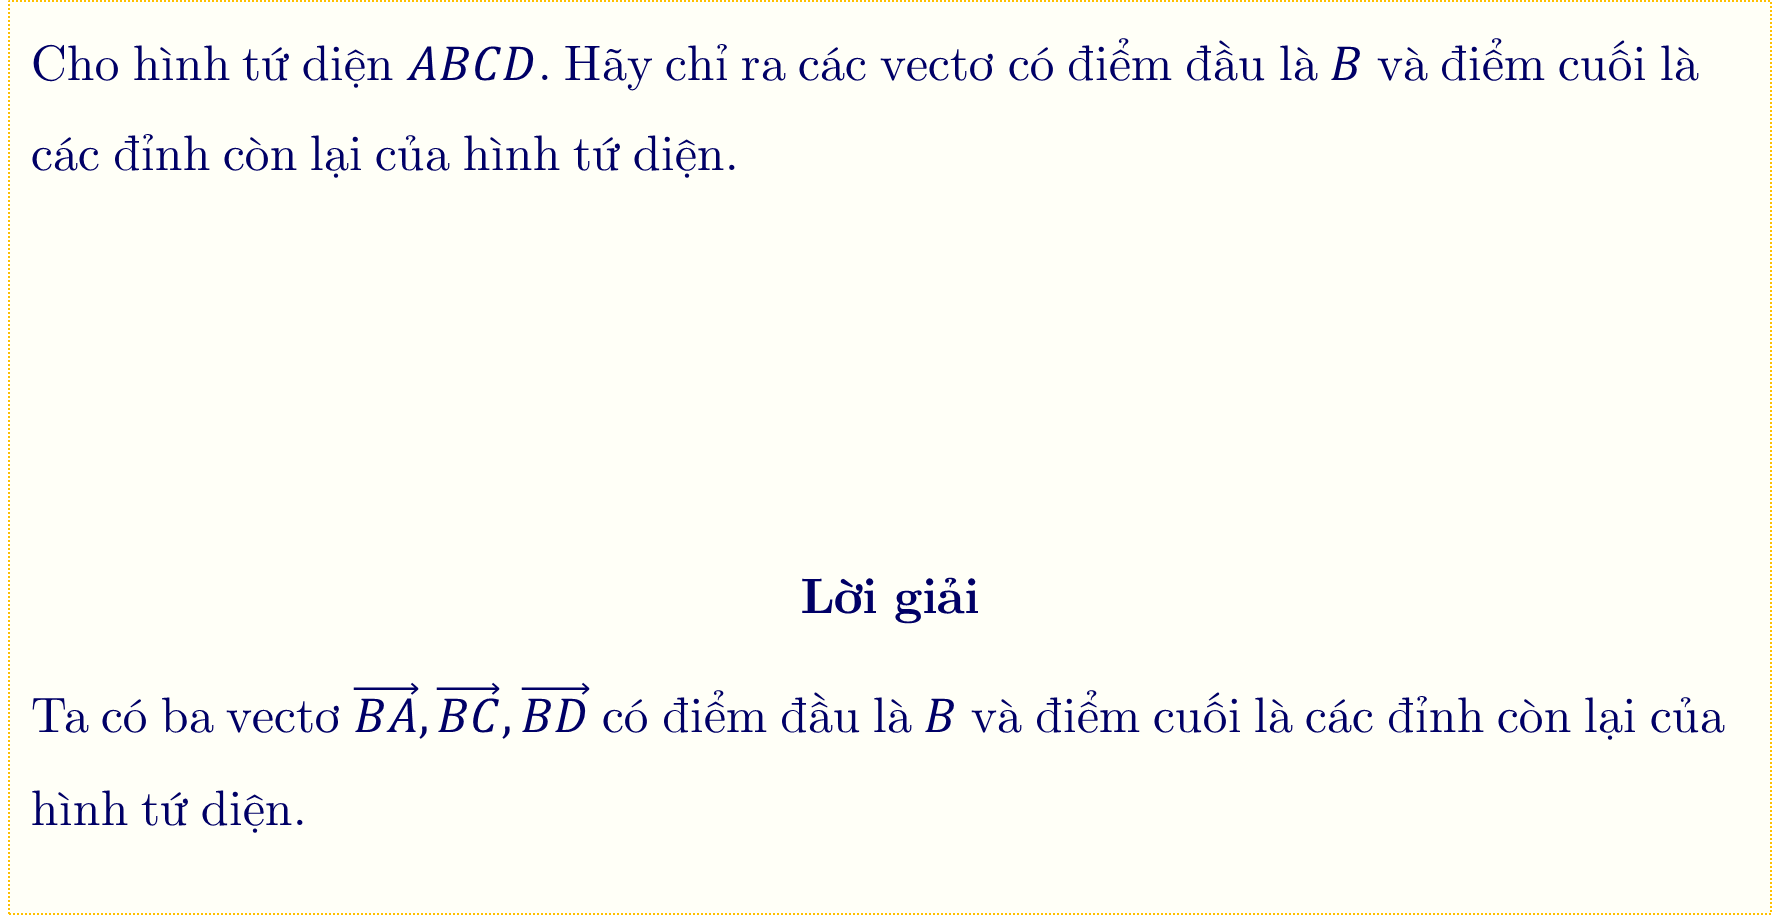 Cho hình tứ diện ABCD. Hãy chỉ ra các vectơ có điểm đầu là B và điểm cuối là
các đỉnh còn lại của hình tứ diện.
Lời giải
Ta có ba vectơ $\overrightarrow{BA}, \overrightarrow{BC}, \overrightarrow{BD}$ có điểm đầu là B và điểm cuối là các đỉnh còn lại của
hình tứ diện.